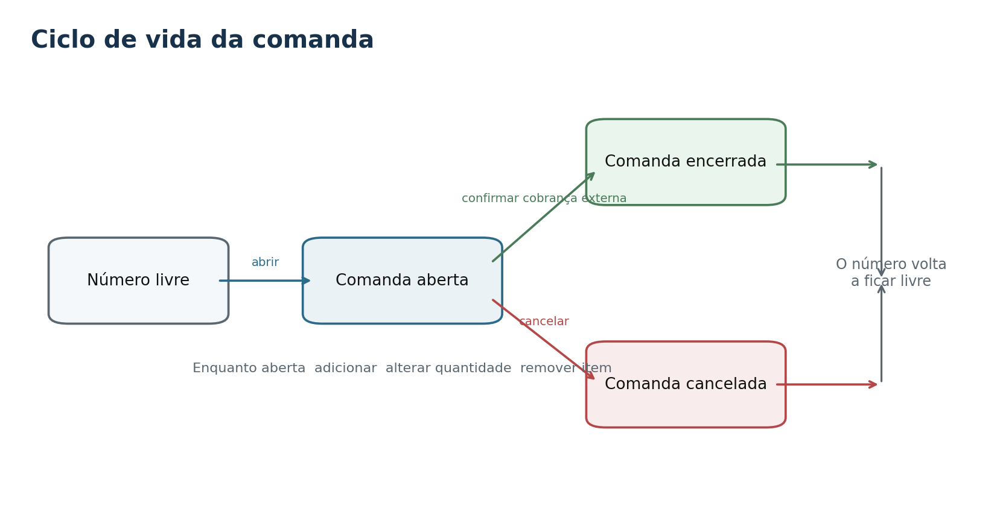 Ciclo de vida da comanda
Comanda encerrada
confirmar cobrança externa
abrir
Número livre
Comanda aberta
O número volta
a ficar livre
cancelar
Enquanto aberta  adicionar  alterar quantidade  remover item
Comanda cancelada